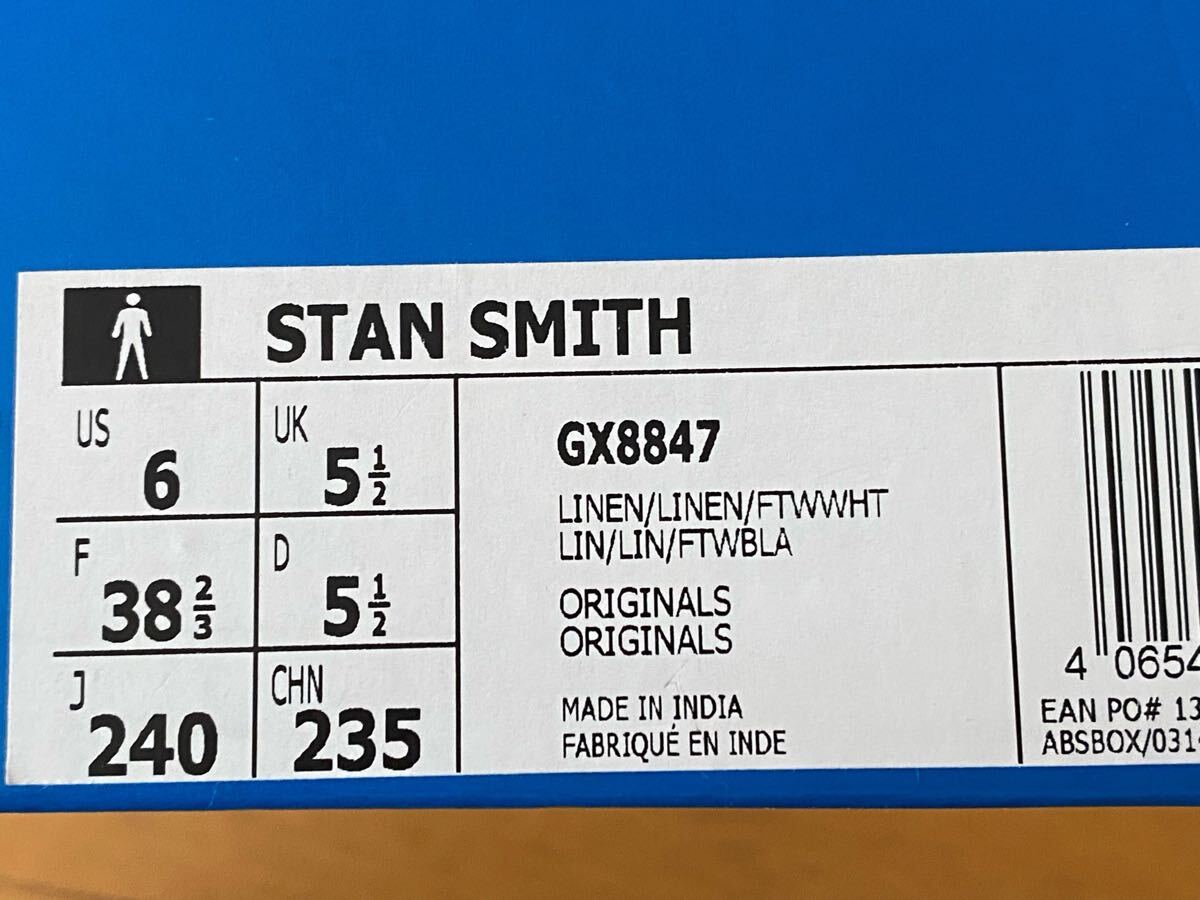 STAN SMITH
US 6
UK 5 1/2
F 38 2/3
D 5 1/2
J 240
CHN 235
GX8847
LINEN/LINEN/FTWWHT
LIN/LIN/FTWBLA
ORIGINALS
ORIGINALS
MADE IN INDIA
FABRIQUÉ EN INDE
4 0654
EAN PO# 13
ABSBOX/031